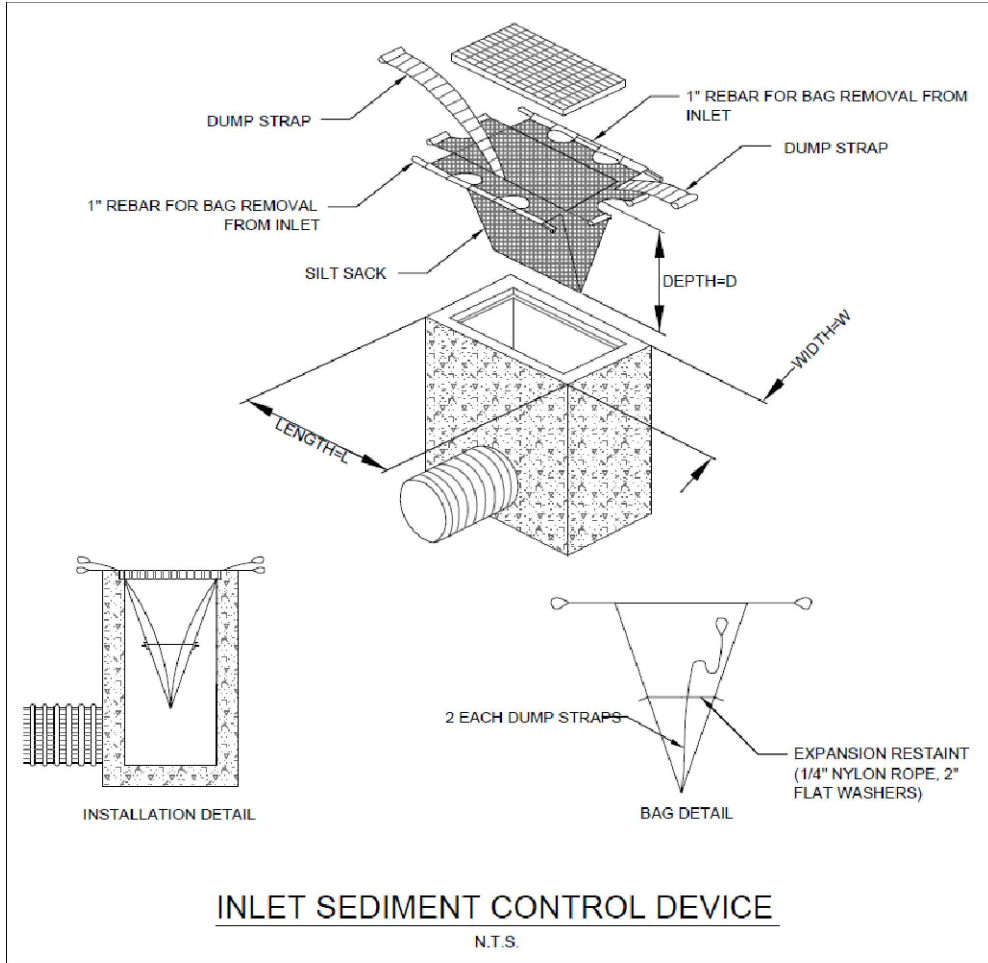 DUMP STRAP
1" REBAR FOR BAG REMOVAL FROM
INLET
DUMP STRAP
1" REBAR FOR BAG REMOVAL
FROM INLET
SILT SACK
DEPTH=D
WIDTH=W
LENGTH=L
2 EACH DUMP STRAPS
EXPANSION RESTAINT
(1/4" NYLON ROPE, 2"
FLAT WASHERS)
INSTALLATION DETAIL
BAG DETAIL
INLET SEDIMENT CONTROL DEVICE
N.T.S.